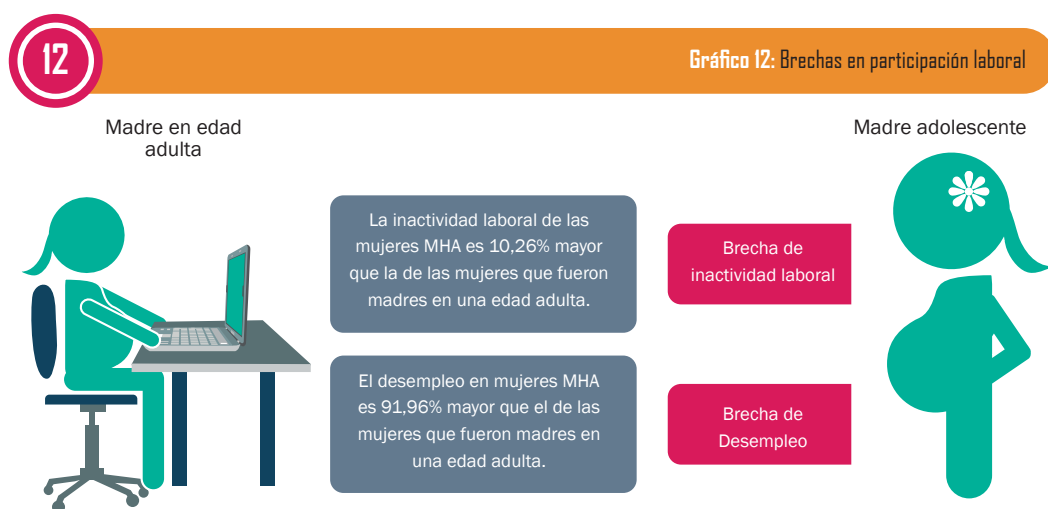 12
Gráfico 12: Brechas en participación laboral
Madre en edad
adulta
Madre adolescente
La inactividad laboral de las
mujeres MHA es 10,26% mayor
que la de las mujeres que fueron
madres en una edad adulta.
Brecha de
inactividad laboral
El desempleo en mujeres MHA
es 91,96% mayor que el de las
mujeres que fueron madres en
una edad adulta.
Brecha de
Desempleo